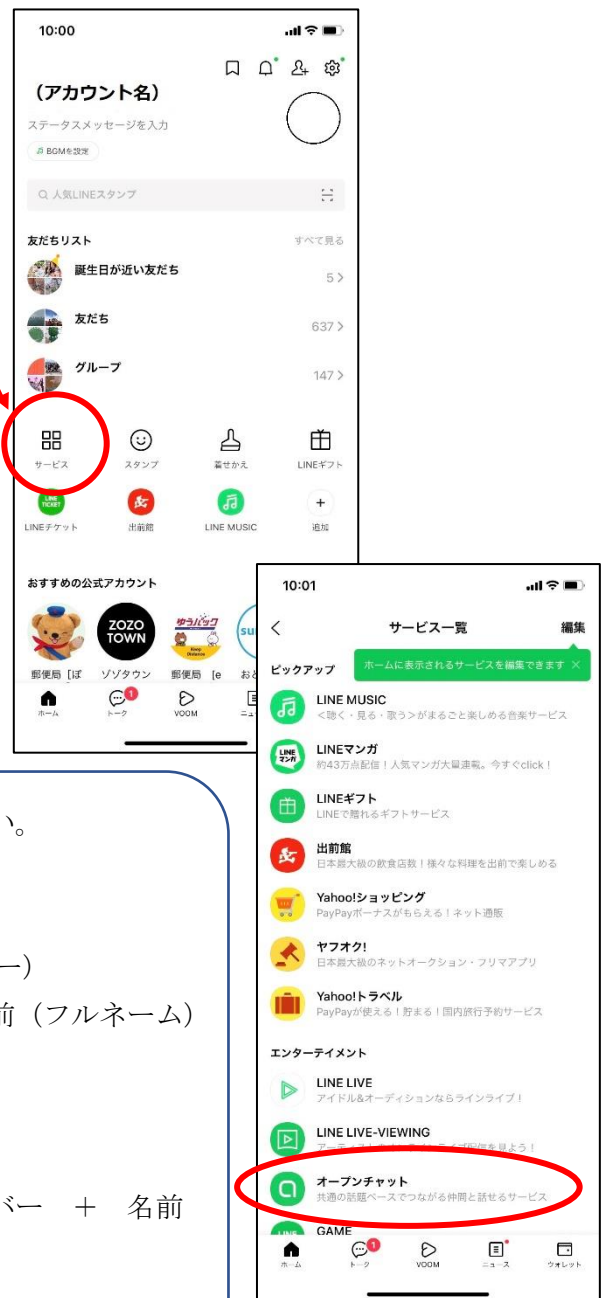 10:00
(アカウント名)
ステータスメッセージを入力
BGMを設定
人気LINEスタンプ
友だちリスト すべて見る
誕生日が近い友だち 5
友だち 637
グループ 147
サービス スタンプ 着せかえ LINEギフト
LINE TICKET
LINEチケット 出前館 LINE MUSIC 追加
おすすめの公式アカウント
ZOZO
TOWN
ゆうパック
郵便局 [ぽ ゾゾタウン 郵便局 [e
ホーム トーク 1 VOOM
10:01
サービス一覧 編集
ピックアップ ホームに表示されるサービスを編集できます ×
LINE MUSIC
<聴く・見る・歌う>がまるごと楽しめる音楽サービス
LINE マンガ
LINEマンガ
約43万点配信!人気マンガ大量連載。今すぐclick!
LINEギフト
LINEで贈れるギフトサービス
出前館
日本最大級の飲食店数!様々な料理を出前で楽しめる
Yahoo!ショッピング
PayPayボーナスがもらえる!ネット通販
ヤフオク!
日本最大級のネットオークション・フリマアプリ
Yahoo!トラベル
PayPayが使える!貯まる!国内旅行予約サービス
エンターテイメント
LINE LIVE
アイドル&オーディションならラインライブ!
LINE LIVE-VIEWING
オープンチャット
共通の話題ベースでつながる仲間と話せるサービス
LINE GAME
ホーム トーク 1 VOOM ニュース ウォレット
い。
ー)
前(フルネーム)
バー + 名前